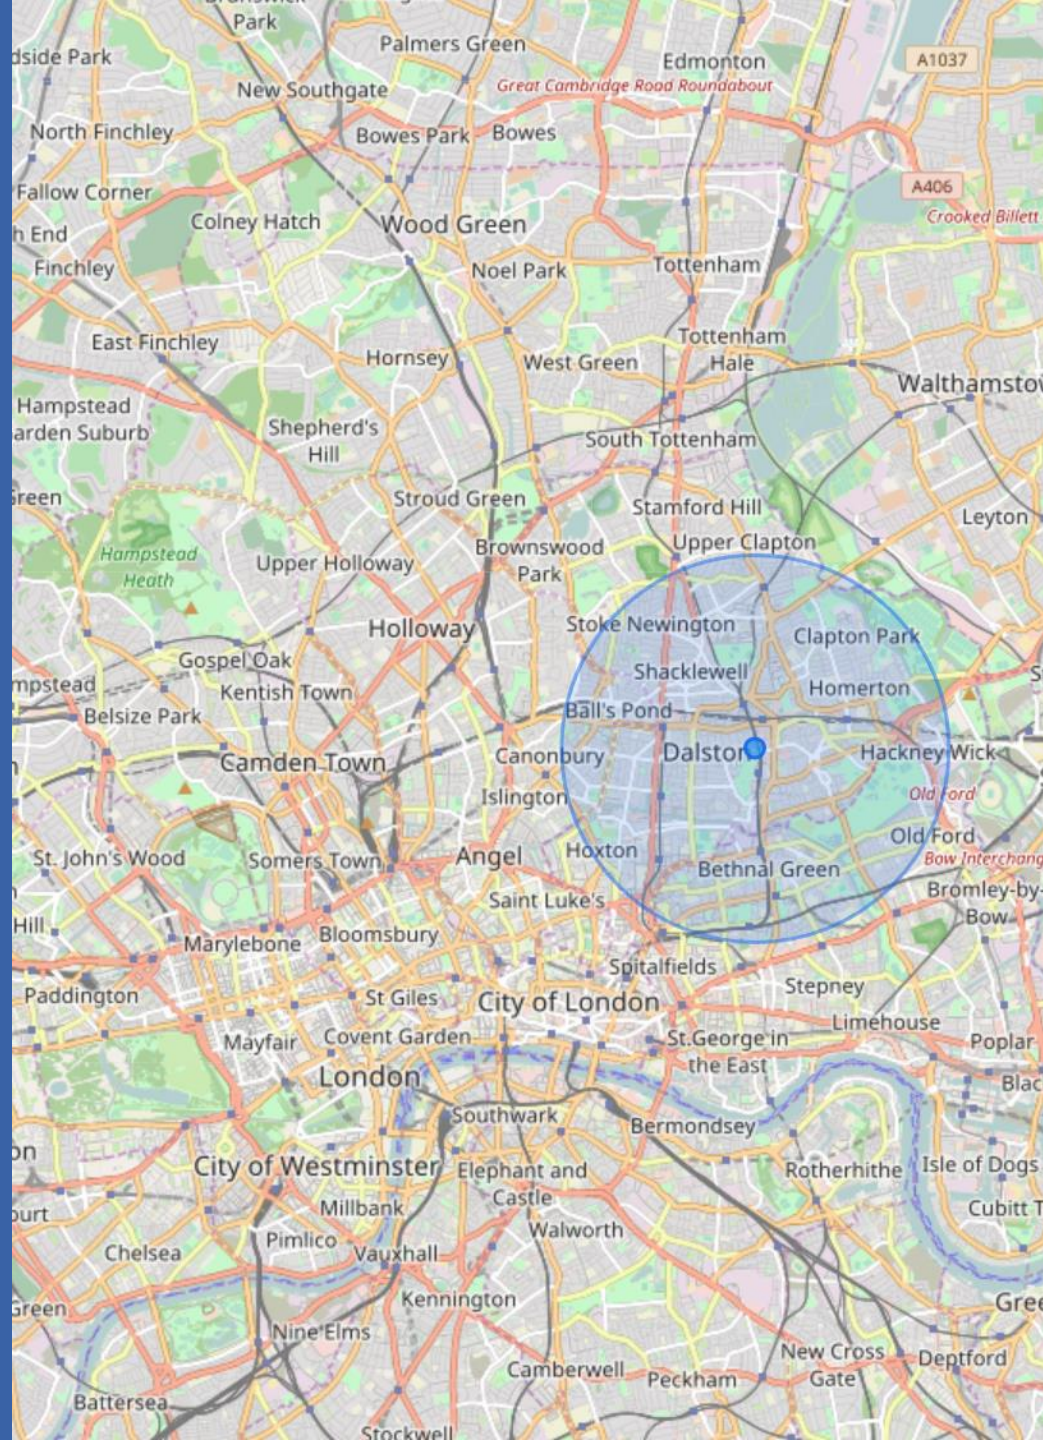 Park
Palmers Green
dside Park
Edmonton
A1037
New Southgate
Great Cambridge Road Roundabout
North Finchley
Bowes Park
Bowes
Fallow Corner
A406
Colney Hatch
Wood Green
Crooked Billett
h End
Finchley
Noel Park
Tottenham
East Finchley
Hornsey
West Green
Tottenham
Hale
Walthamstow
Hampstead
arden Suburb
Shepherd's
Hill
South Tottenham
Green
Stroud Green
Stamford Hill
Leyton
Hampstead
Heath
Upper Holloway
Brownswood
Park
Upper Clapton
Holloway
Stoke Newington
Clapton Park
Gospel Oak
Shacklewell
mpstead
Kentish Town
Homerton
Belsize Park
Ball's Pond
Camden Town
Canonbury
Dalston
Hackney Wick
Islington
Old Ford
St. John's Wood
Somers Town
Angel
Hoxton
Old Ford
Bethnal Green
Bow Interchang
Saint Luke's
Bromley-by-
Bow
Hill
Marylebone
Bloomsbury
Spitalfields
Paddington
St Giles
City of London
Stepney
Mayfair
Covent Garden
St.George in
the East
Limehouse
Poplar
London
Blac
Southwark
Bermondsey
on
City of Westminster
Elephant and
Castle
Rotherhithe
Isle of Dogs
ourt
Millbank
Cubitt T
Pimlico
Walworth
Chelsea
Vauxhall
Green
Kennington
Gree
Nine Elms
New Cross
Gate
Deptford
Camberwell
Peckham
Battersea
Stockwell